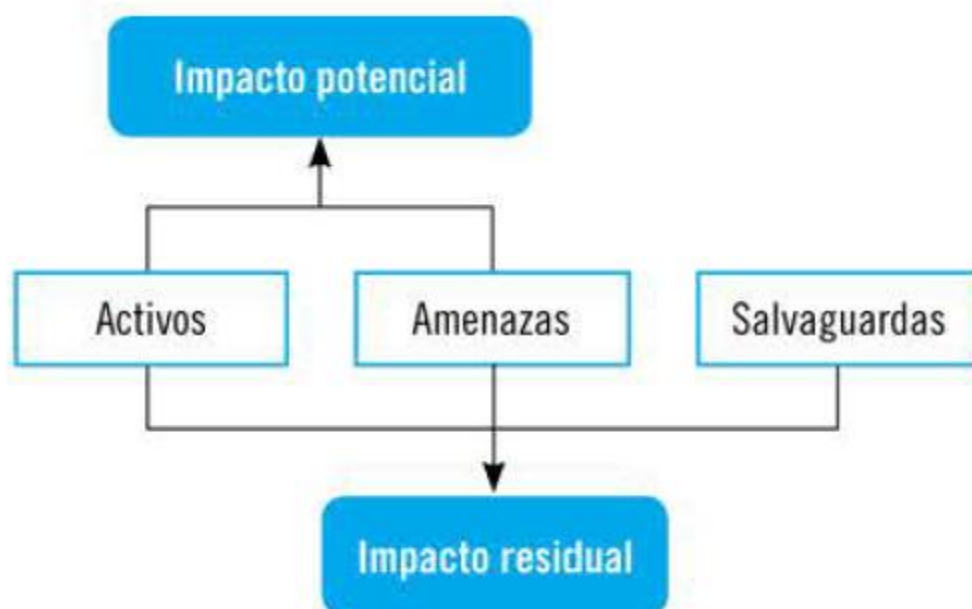 Impacto potencial
Activos
Amenazas
Salvaguardas
Impacto residual